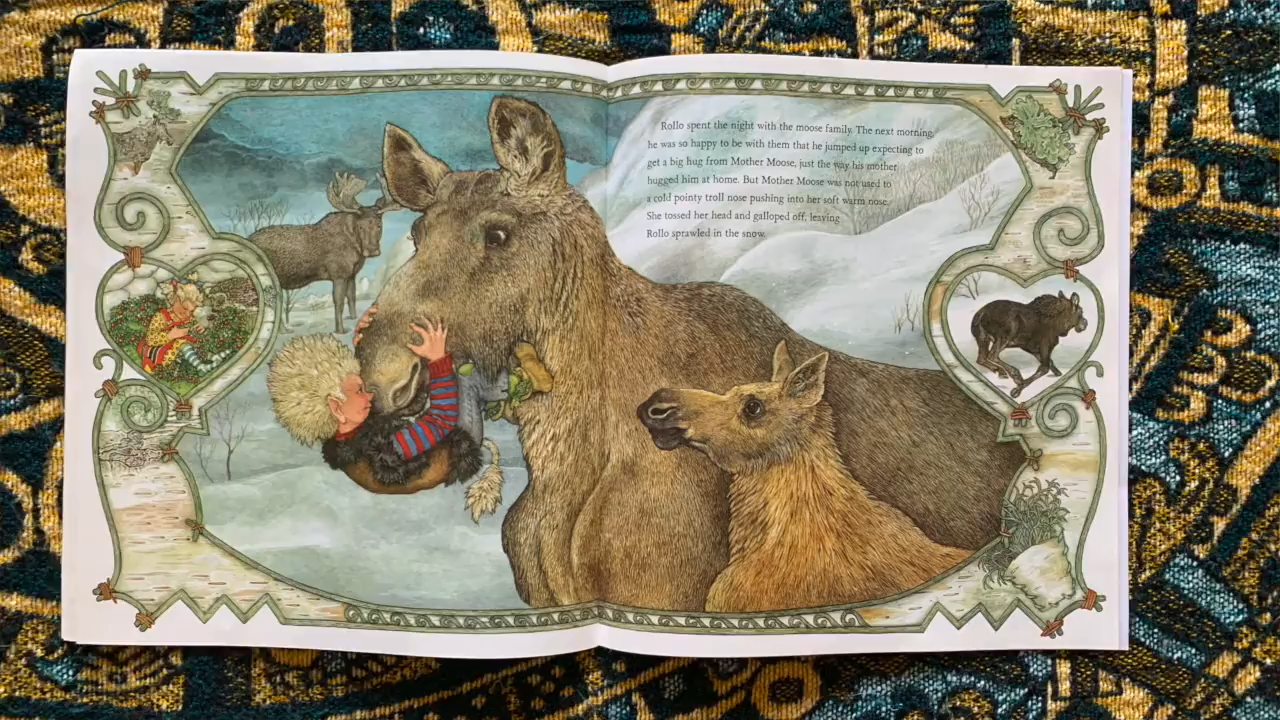 Rollo spent the night with the moose family. The next morning,
he was so happy to be with them that he jumped up expecting to
get a big hug from Mother Moose, just the way his mother
hugged him at home. But Mother Moose was not used to
a cold pointy troll nose pushing into her soft warm nose.
She tossed her head and galloped off, leaving
Rollo sprawled in the snow.